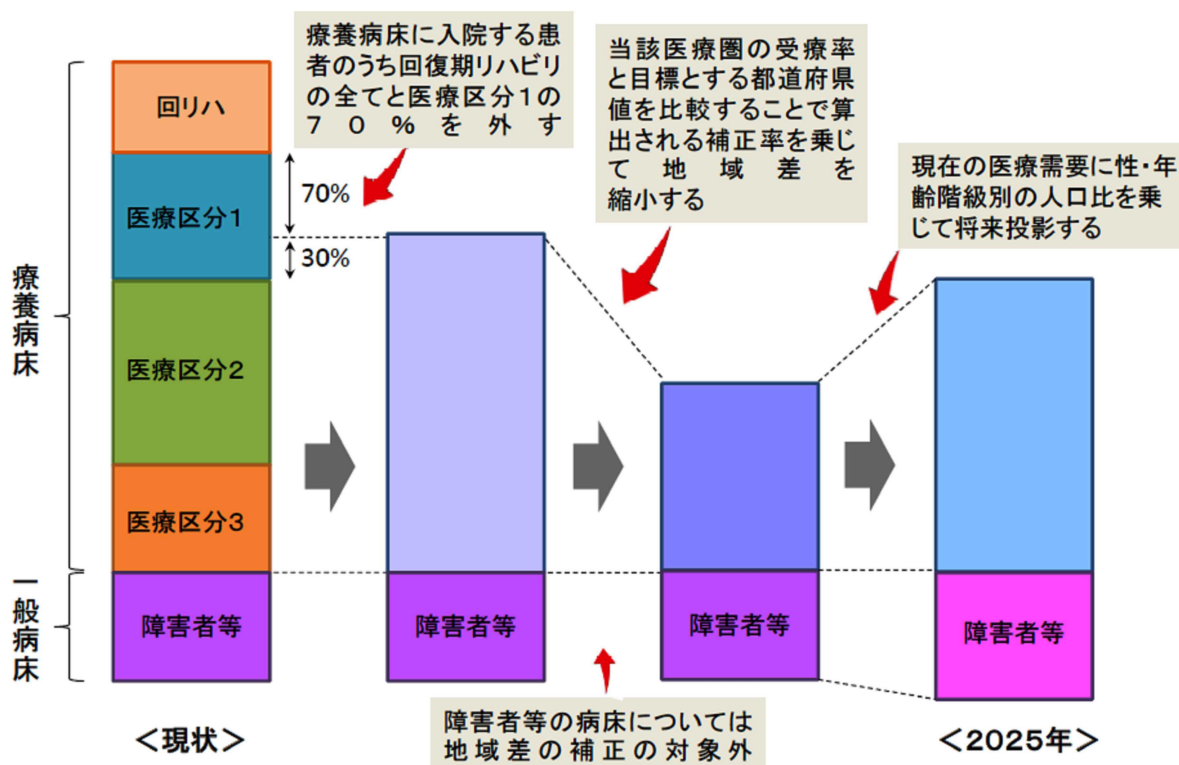 療養病床に入院する患
者のうち回復期リハビリ
の全てと医療区分1の
70%を外す
当該医療圏の受療率
と目標とする都道府県
値を比較することで算
出される補正率を乗じ
て地域差を
縮小する
現在の医療需要に性・年
齢階級別の人口比を乗
じて将来投影する
回リハ
医療区分1
70%
30%
医療区分2
医療区分3
療養病床
一般病床
障害者等
障害者等
障害者等
障害者等
障害者等の病床については
地域差の補正の対象外
＜現状＞
＜2025年＞